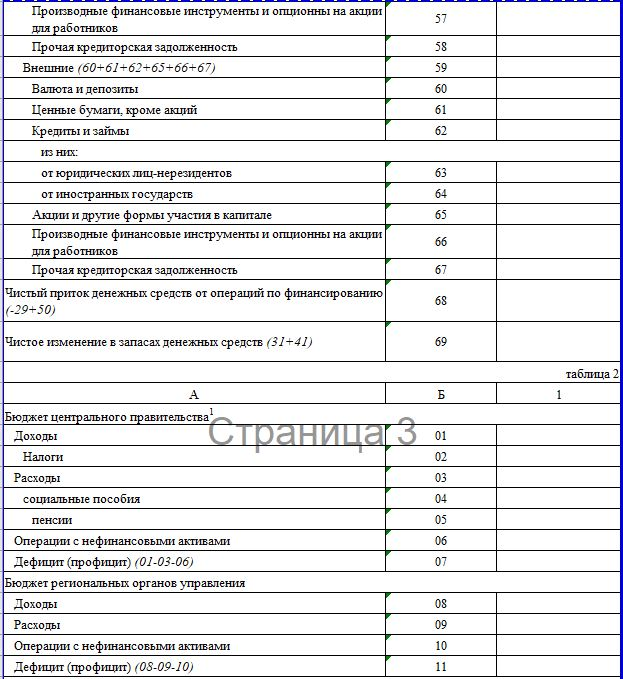 Производные финансовые инструменты и опционы на акции
для работников 57
Прочая кредиторская задолженность 58
Внешние (60+61+62+65+66+67) 59
Валюта и депозиты 60
Ценные бумаги, кроме акций 61
Кредиты и займы 62
из них:
от юридических лиц-нерезидентов 63
от иностранных государств 64
Акции и другие формы участия в капитале 65
Производные финансовые инструменты и опционы на акции
для работников 66
Прочая кредиторская задолженность 67
Чистый приток денежных средств от операций по финансированию
(-29+50) 68
Чистое изменение в запасах денежных средств (31+41) 69
таблица 2
А Б 1
Бюджет центрального правительства1
Страница 3
Доходы 01
Налоги 02
Расходы 03
социальные пособия 04
пенсии 05
Операции с нефинансовыми активами 06
Дефицит (профицит) (01-03-06) 07
Бюджет региональных органов управления
Доходы 08
Расходы 09
Операции с нефинансовыми активами 10
Дефицит (профицит) (08-09-10) 11